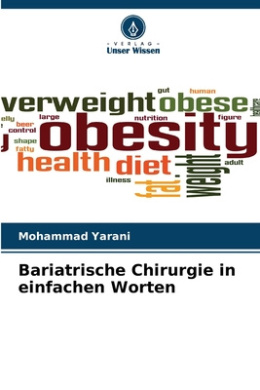 VERLAG
Unser Wissen
gut
human
verweight
obese
elly
beer
large
nutrition
figure
control
obesity
shape
fatty
adult
health
diet
fat
weight
illness
Mohammad Yarani
Bariatrische Chirurgie in
einfachen Worten